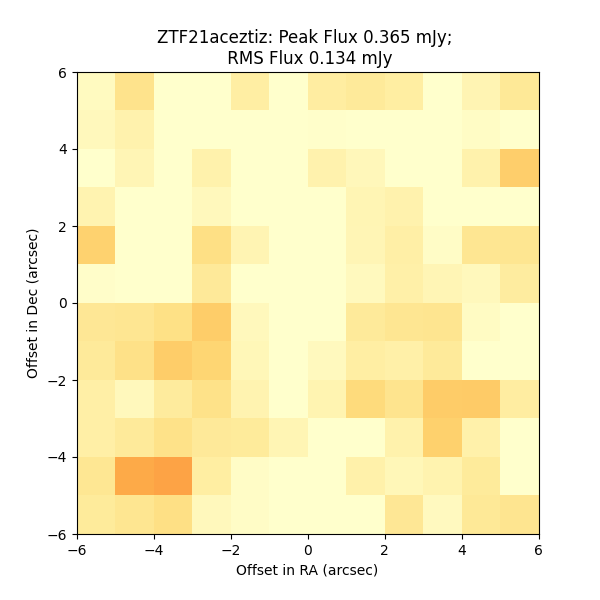 ZTF21aceztiz: Peak Flux 0.365 mJy;
RMS Flux 0.134 mJy
6
4
2
0
−2
−4
−6
Offset in Dec (arcsec)
−6 −4 −2 0 2 4 6
Offset in RA (arcsec)